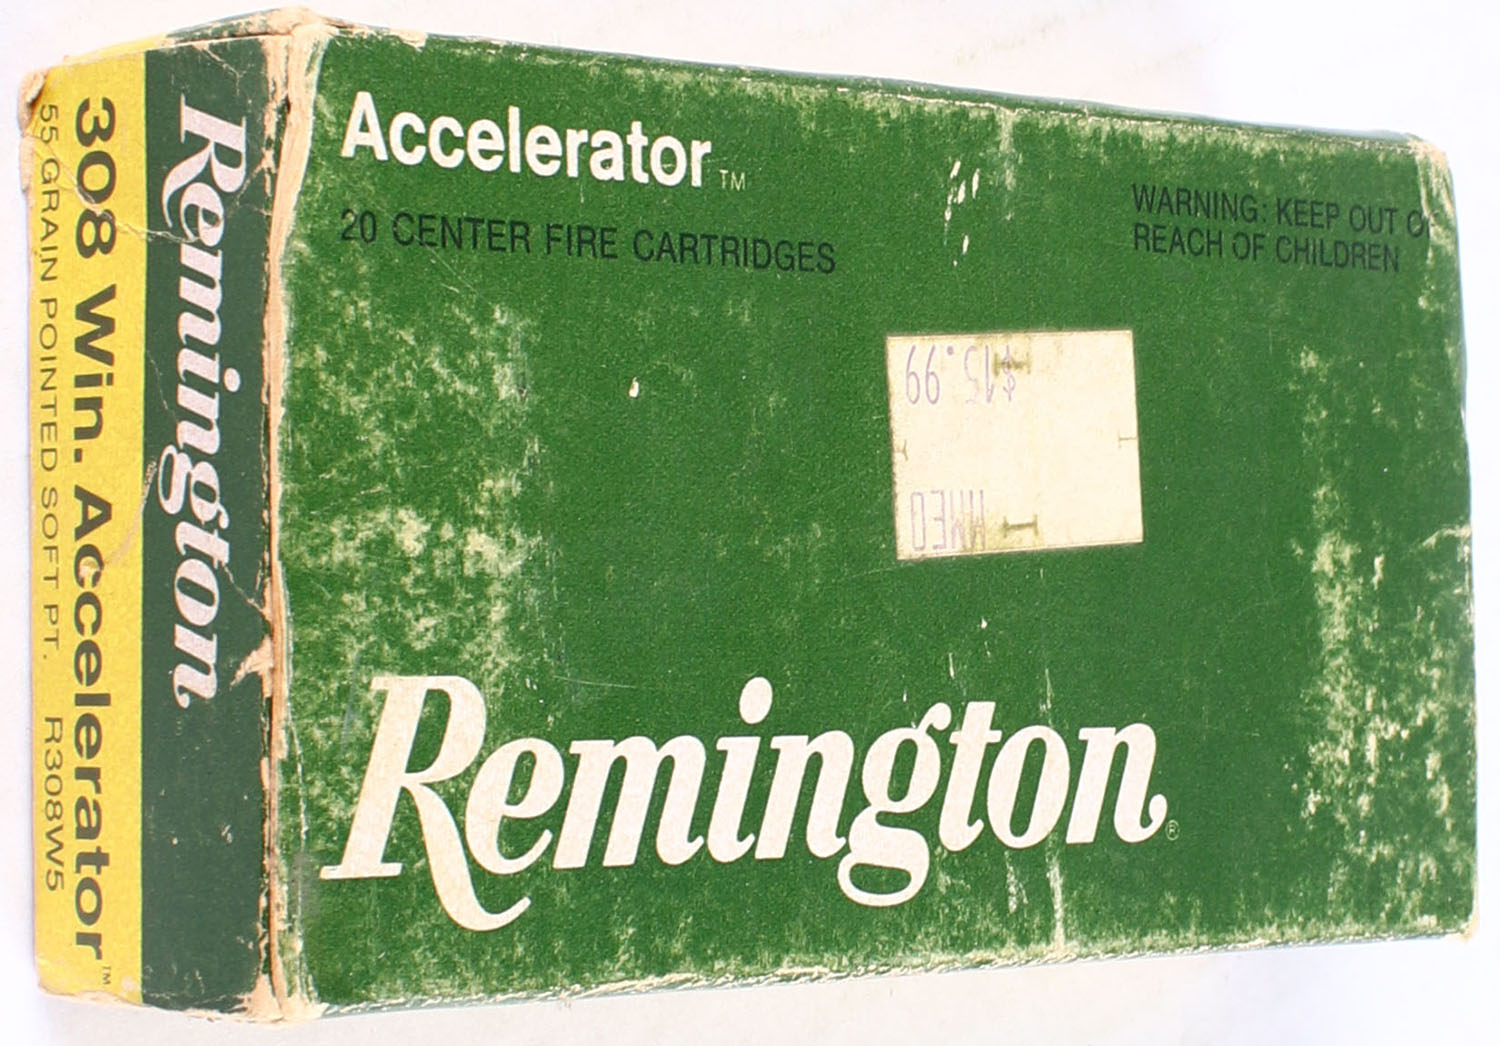 Accelerator™
20 CENTER FIRE CARTRIDGES
WARNING: KEEP OUT OF
REACH OF CHILDREN
$15.99
Remington®
Remington
308 Win. Accelerator™
55 GRAIN POINTED SOFT PT. R308W5